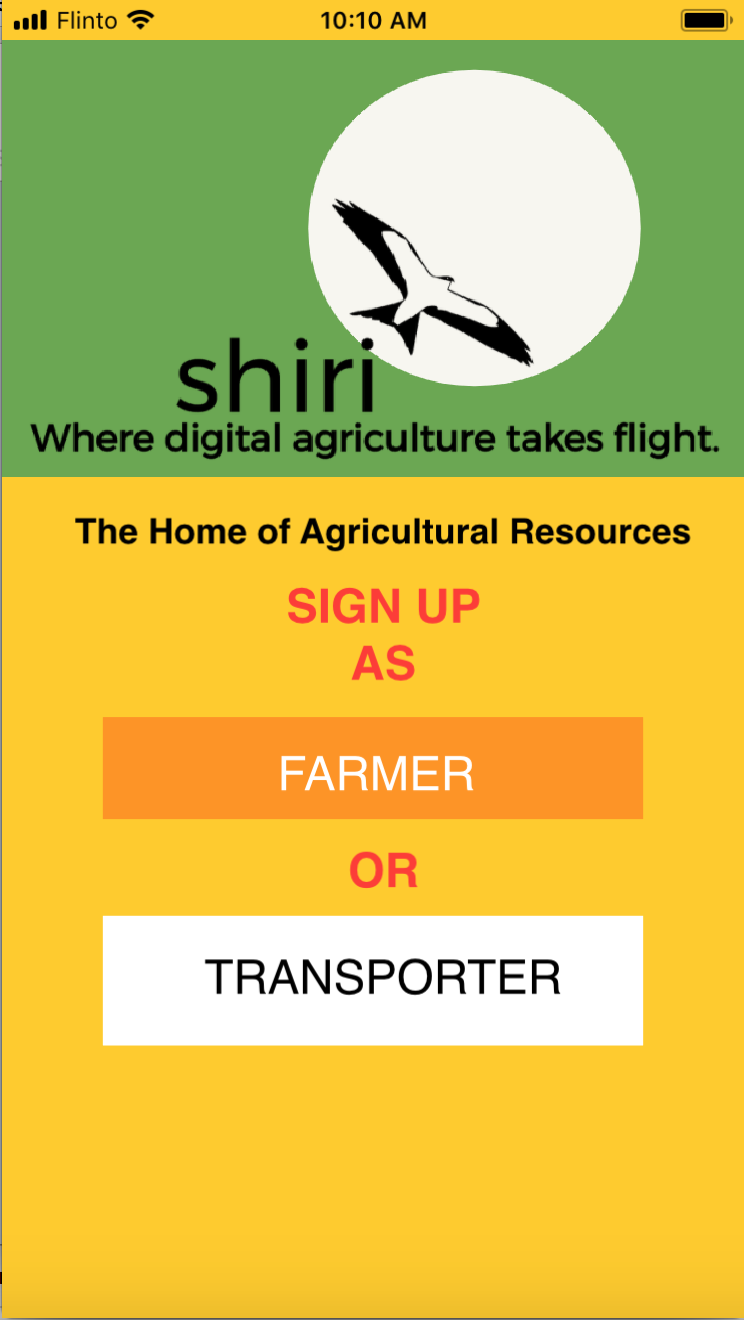 Flinto 10:10 AM
shiri
Where digital agriculture takes flight.
The Home of Agricultural Resources
SIGN UP
AS
FARMER
OR
TRANSPORTER